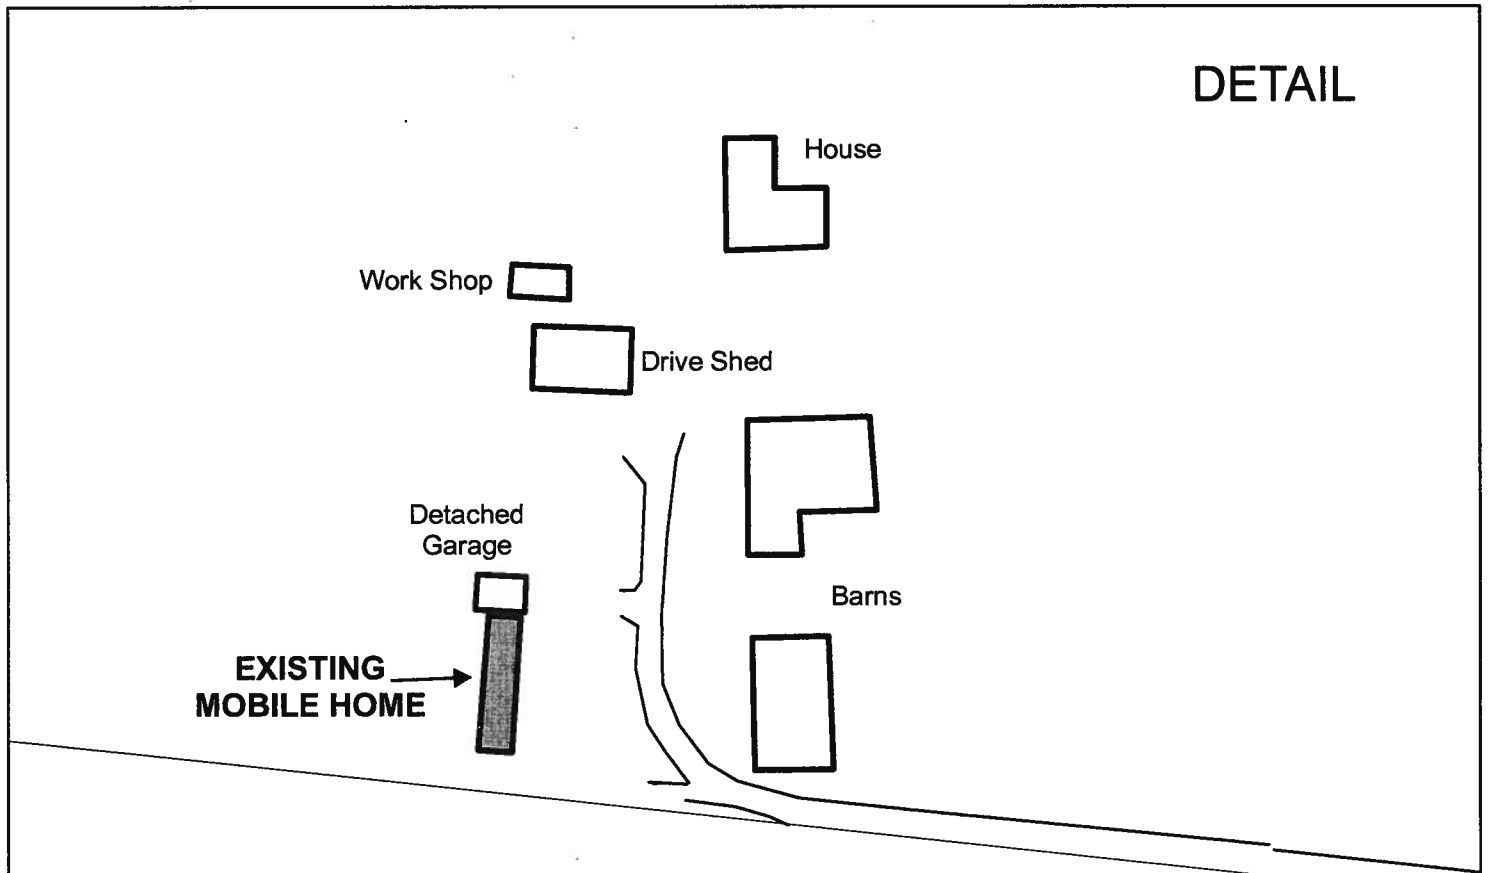 DETAIL
House
Work Shop
Drive Shed
Detached
Garage
Barns
EXISTING
MOBILE HOME